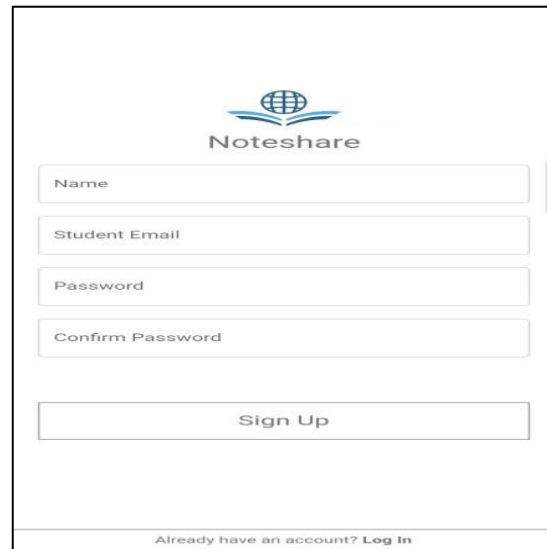 Noteshare
Name
Student Email
Password
Confirm Password
Sign Up
Already have an account? Log In